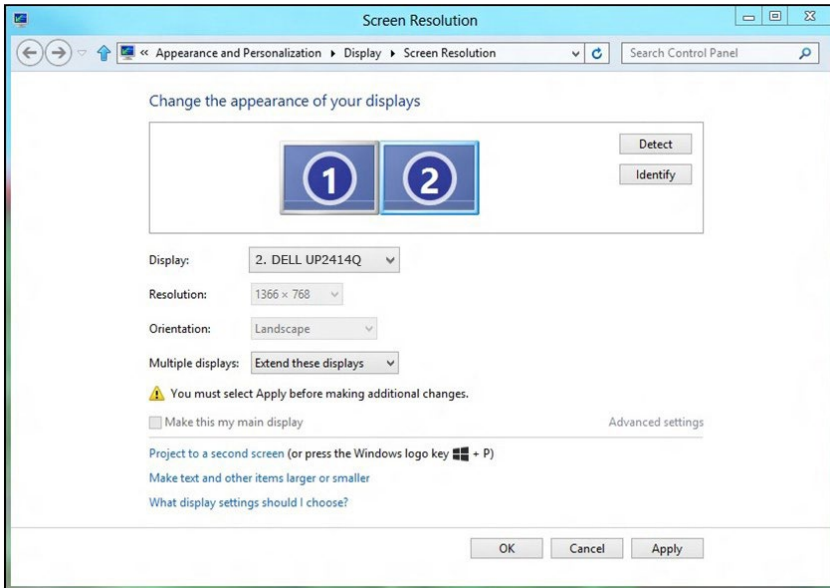 Screen Resolution
« Appearance and Personalization ▸ Display ▸ Screen Resolution Search Control Panel
Change the appearance of your displays
1 2
Detect
Identify
Display: 2. DELL UP2414Q
Resolution: 1366 × 768
Orientation: Landscape
Multiple displays: Extend these displays
You must select Apply before making additional changes.
Make this my main display Advanced settings
Project to a second screen (or press the Windows logo key + P)
Make text and other items larger or smaller
What display settings should I choose?
OK Cancel Apply